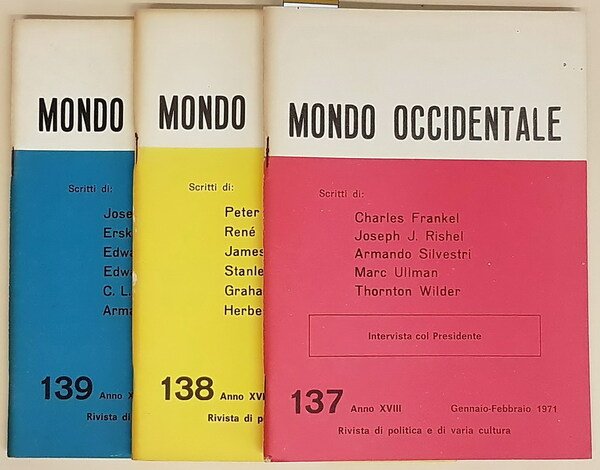 MONDO
Scritti di:
Jose
Ersk
Edwa
Edwa
C. L.
Arma
139 Anno X
Rivista di
MONDO
Scritti di:
Peter
René
James
Stanle
Graha
Herbe
138 Anno XVI
Rivista di p
MONDO OCCIDENTALE
Scritti di:
Charles Frankel
Joseph J. Rishel
Armando Silvestri
Marc Ullman
Thornton Wilder
Intervista col Presidente
137 Anno XVIII Gennaio-Febbraio 1971
Rivista di politica e di varia cultura